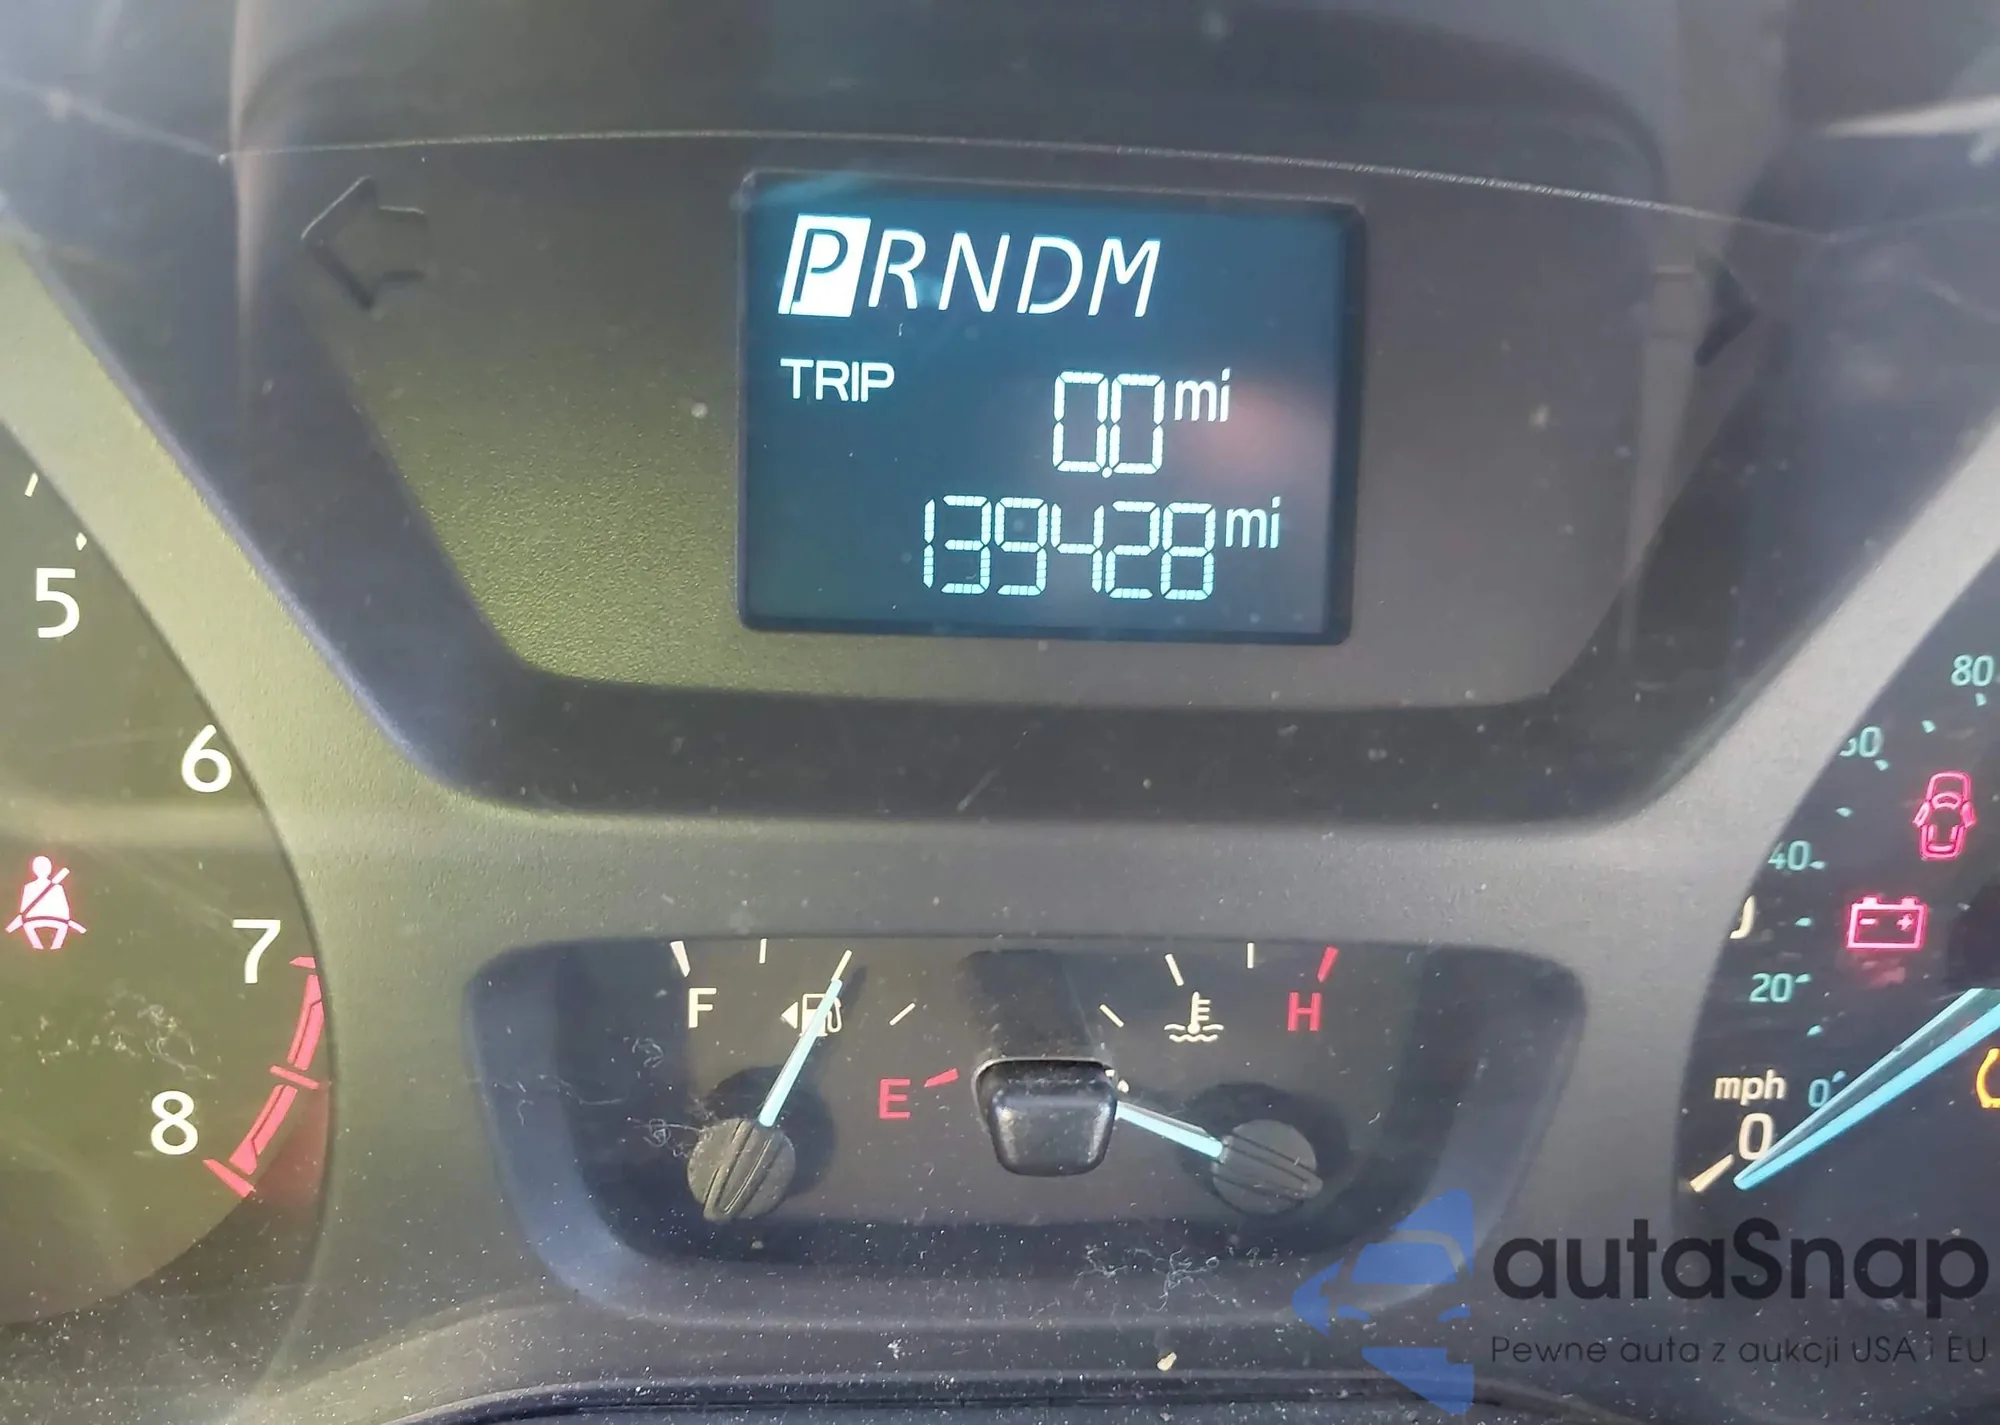 PRNDM
TRIP 0.0 mi
139428 mi
5
6
7
8
F
E
H
80
40
20
mph 0
0
autaSnap
Pewne auta z aukcji USA i EU